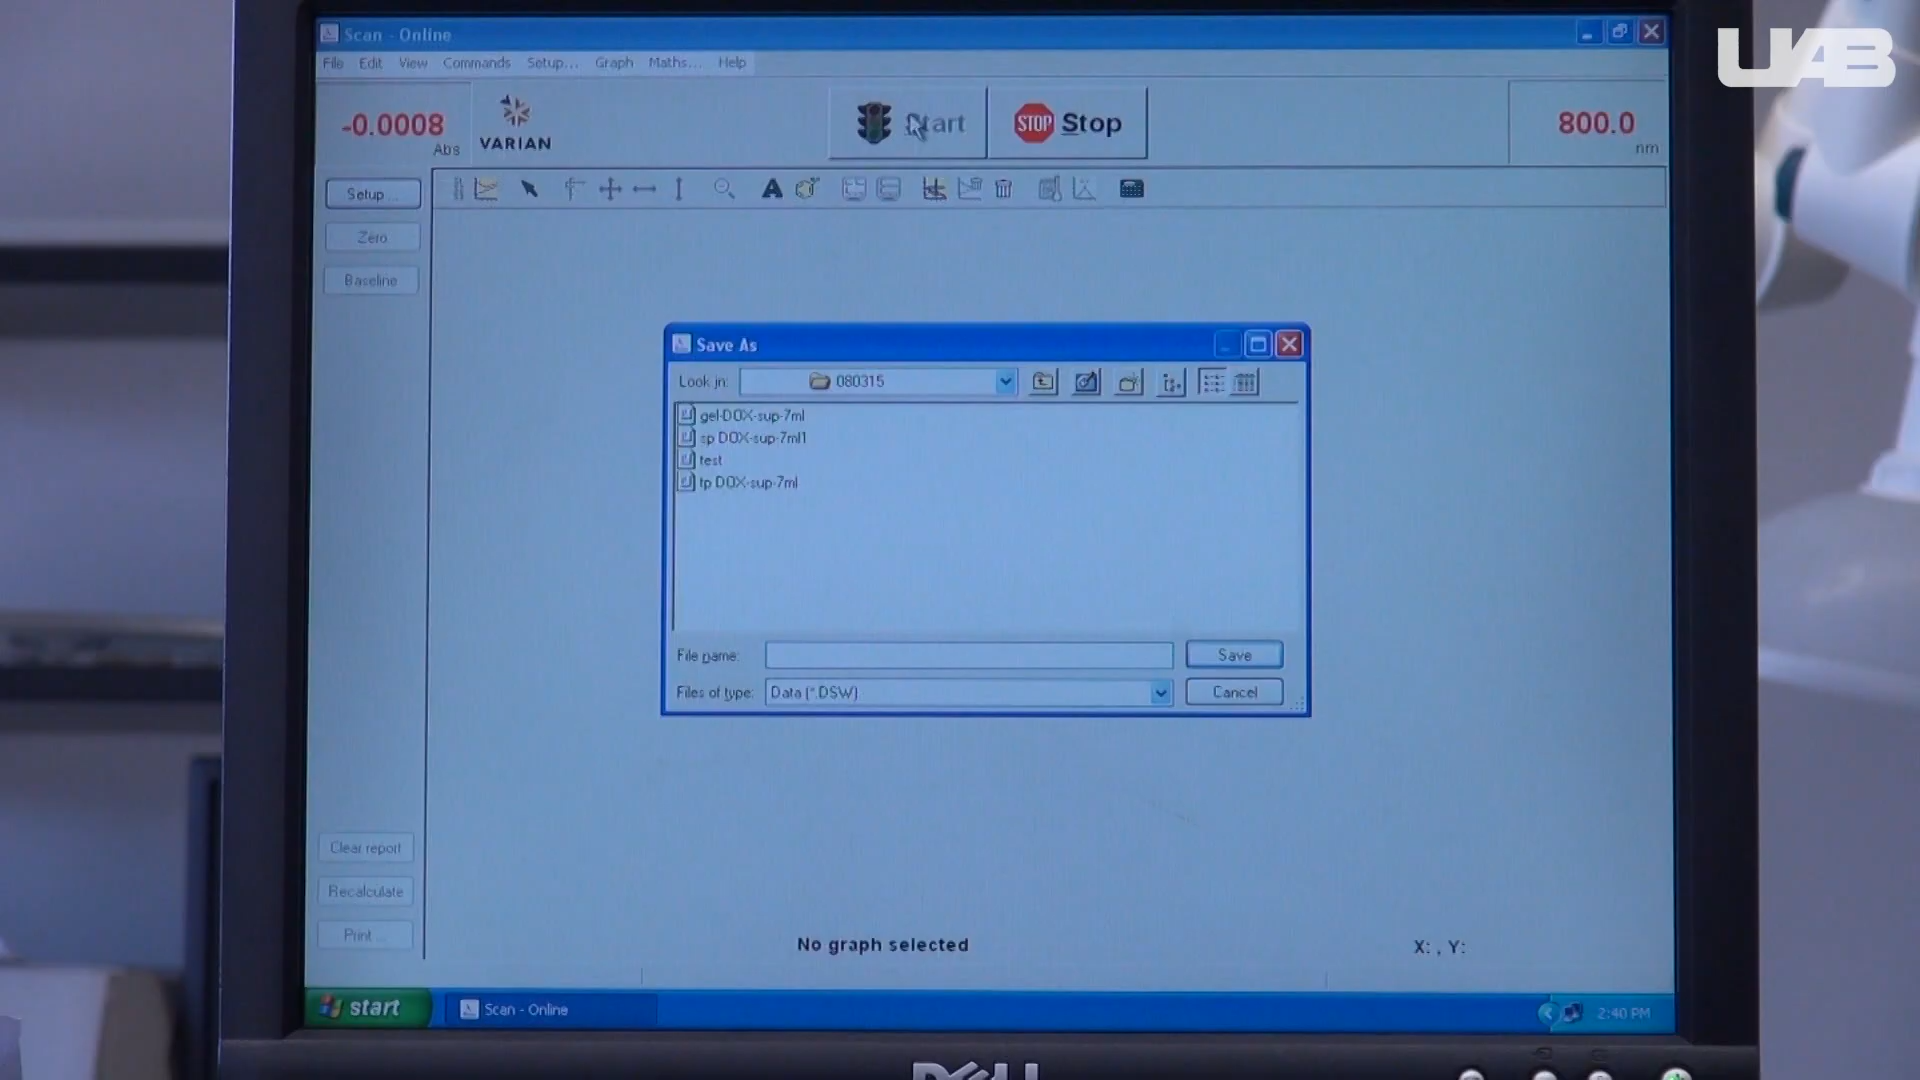 UAB
Scan - Online
File Edit View Commands Setup... Graph Maths... Help
-0.0008
Abs
VARIAN
Start
STOP Stop
800.0
nm
Setup...
Zero
Baseline
A
Save As
Look in: 080315
gel-DOX-sup-7ml
sp DOX-sup-7ml1
test
tp DOX-sup-7ml
File name:
Save
Files of type: Data (*.DSW)
Cancel
Clear report
Recalculate
Print...
No graph selected
X: , Y:
start
Scan - Online
2:40 PM
DELL